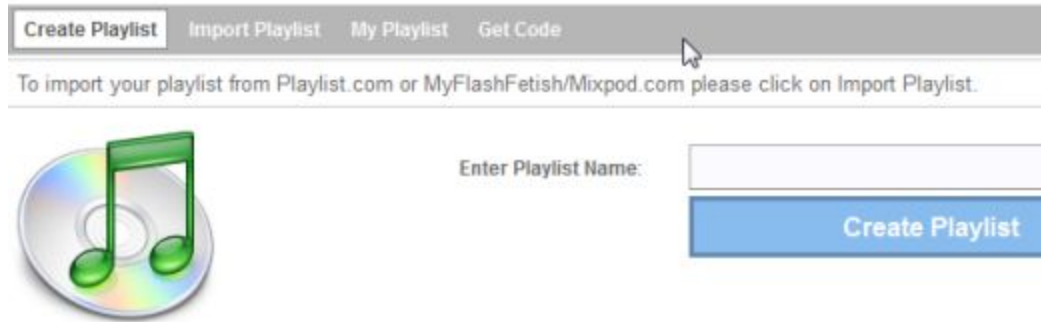 Create Playlist Import Playlist My Playlist Get Code
To import your playlist from Playlist.com or MyFlashFetish/Mixpod.com please click on Import Playlist.
Enter Playlist Name:
Create Playlist